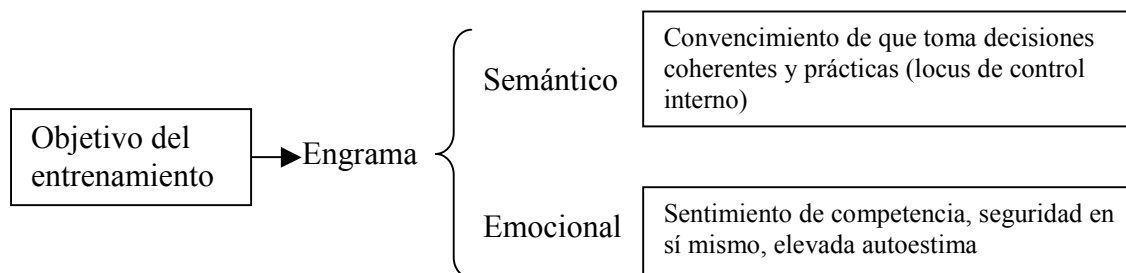 Objetivo del
entrenamiento
Engrama
Semántico
Convencimiento de que toma decisiones
coherentes y prácticas (locus de control
interno)
Emocional
Sentimiento de competencia, seguridad en
sí mismo, elevada autoestima